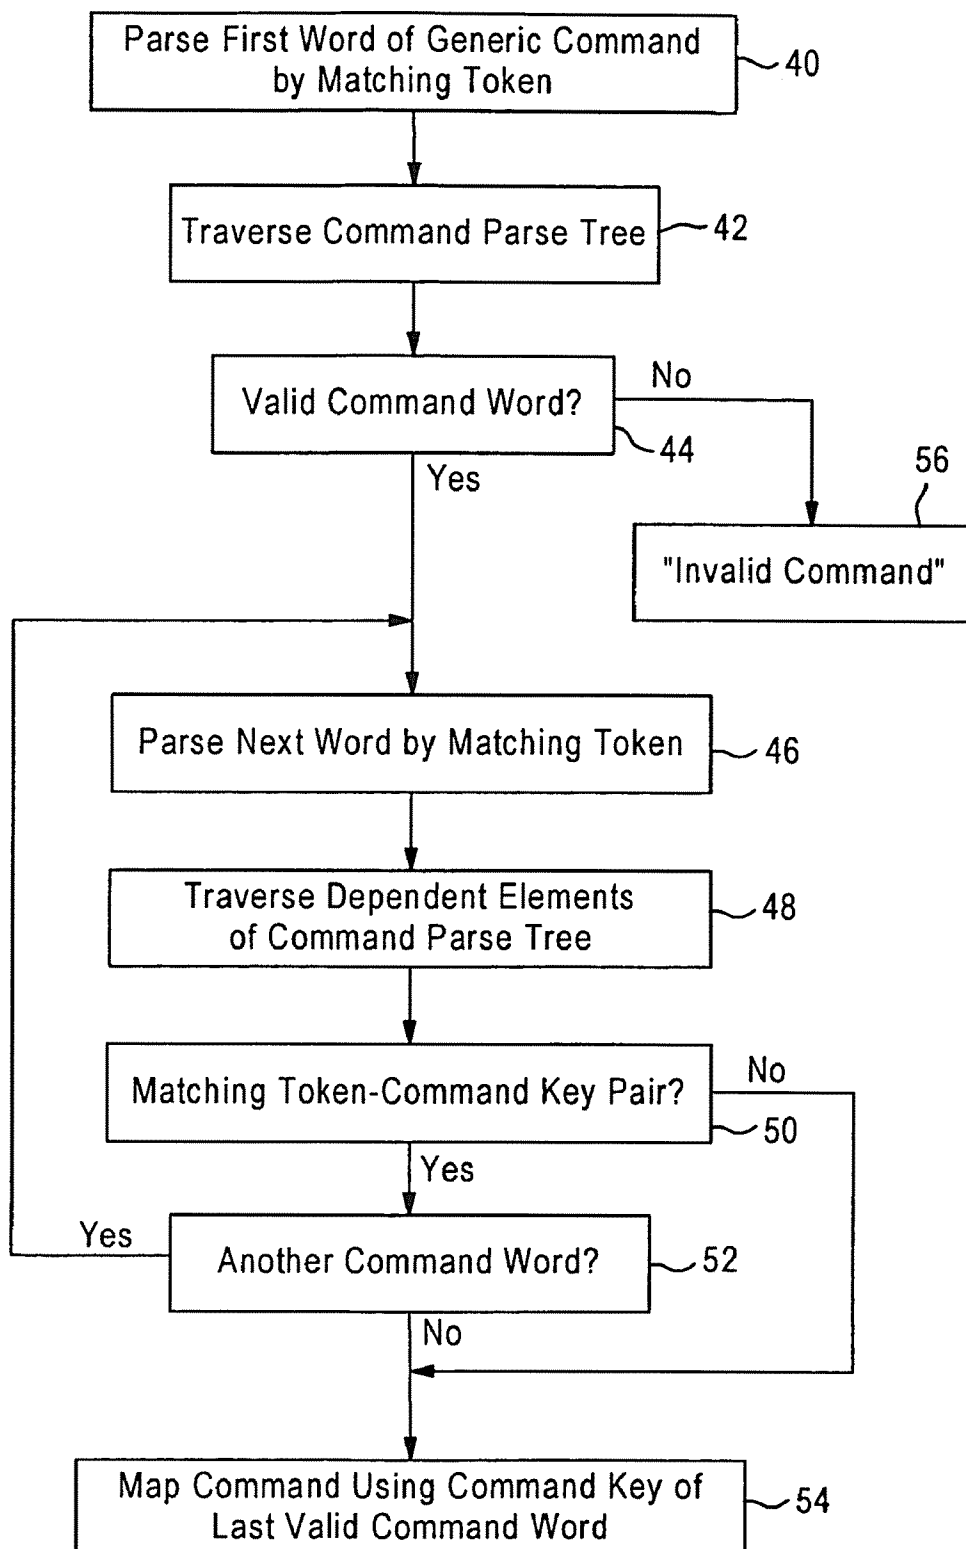 Parse First Word of Generic Command
by Matching Token
40
Traverse Command Parse Tree
42
Valid Command Word?
No
44
Yes
56
"Invalid Command"
Parse Next Word by Matching Token
46
Traverse Dependent Elements
of Command Parse Tree
48
Matching Token-Command Key Pair?
No
50
Yes
Yes
Another Command Word?
52
No
Map Command Using Command Key of
Last Valid Command Word
54